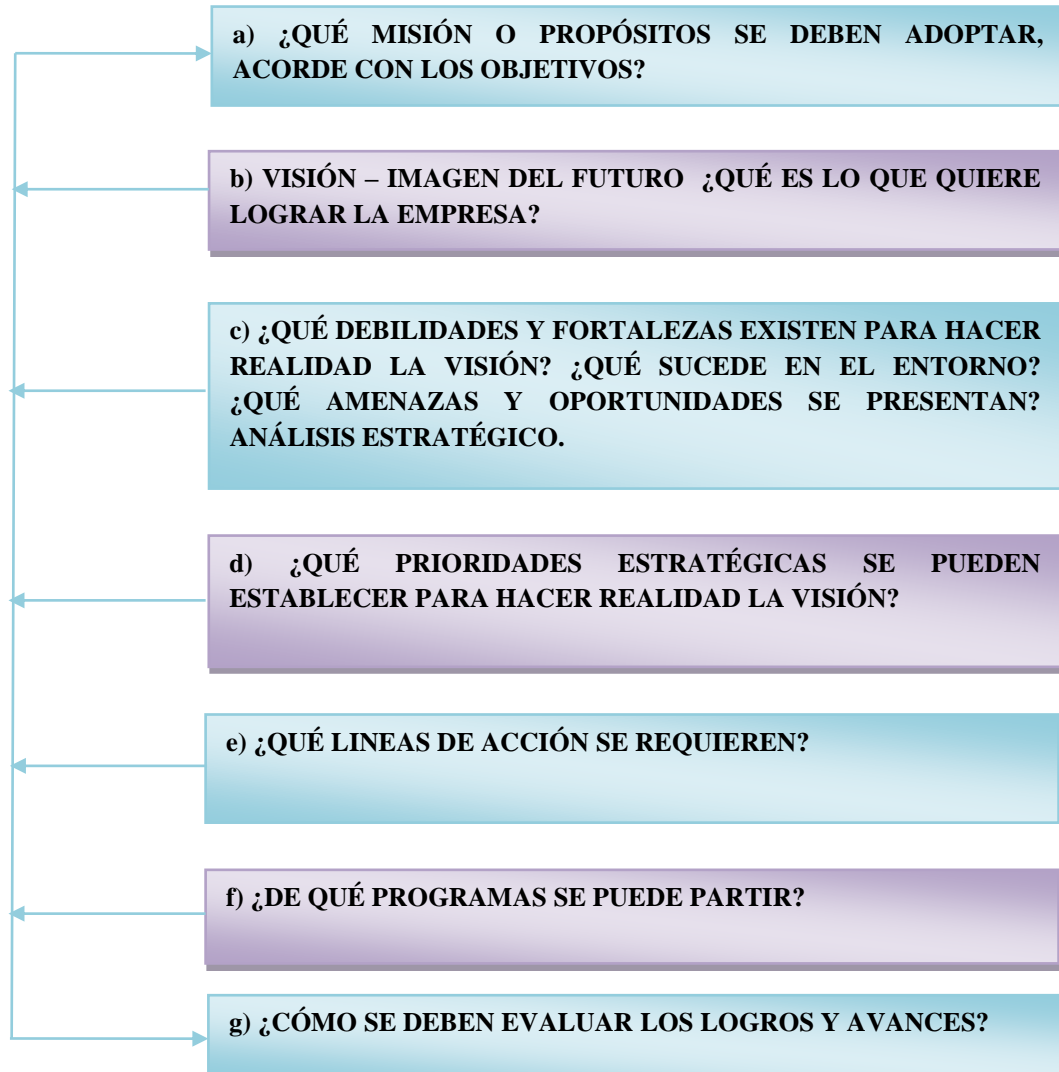 a) ¿QUÉ MISIÓN O PROPÓSITOS SE DEBEN ADOPTAR,
ACORDE CON LOS OBJETIVOS?
b) VISIÓN – IMAGEN DEL FUTURO ¿QUÉ ES LO QUE QUIERE
LOGRAR LA EMPRESA?
c) ¿QUÉ DEBILIDADES Y FORTALEZAS EXISTEN PARA HACER
REALIDAD LA VISIÓN? ¿QUÉ SUCEDE EN EL ENTORNO?
¿QUÉ AMENAZAS Y OPORTUNIDADES SE PRESENTAN?
ANÁLISIS ESTRATÉGICO.
d) ¿QUÉ PRIORIDADES ESTRATÉGICAS SE PUEDEN
ESTABLECER PARA HACER REALIDAD LA VISIÓN?
e) ¿QUÉ LINEAS DE ACCIÓN SE REQUIEREN?
f) ¿DE QUÉ PROGRAMAS SE PUEDE PARTIR?
g) ¿CÓMO SE DEBEN EVALUAR LOS LOGROS Y AVANCES?